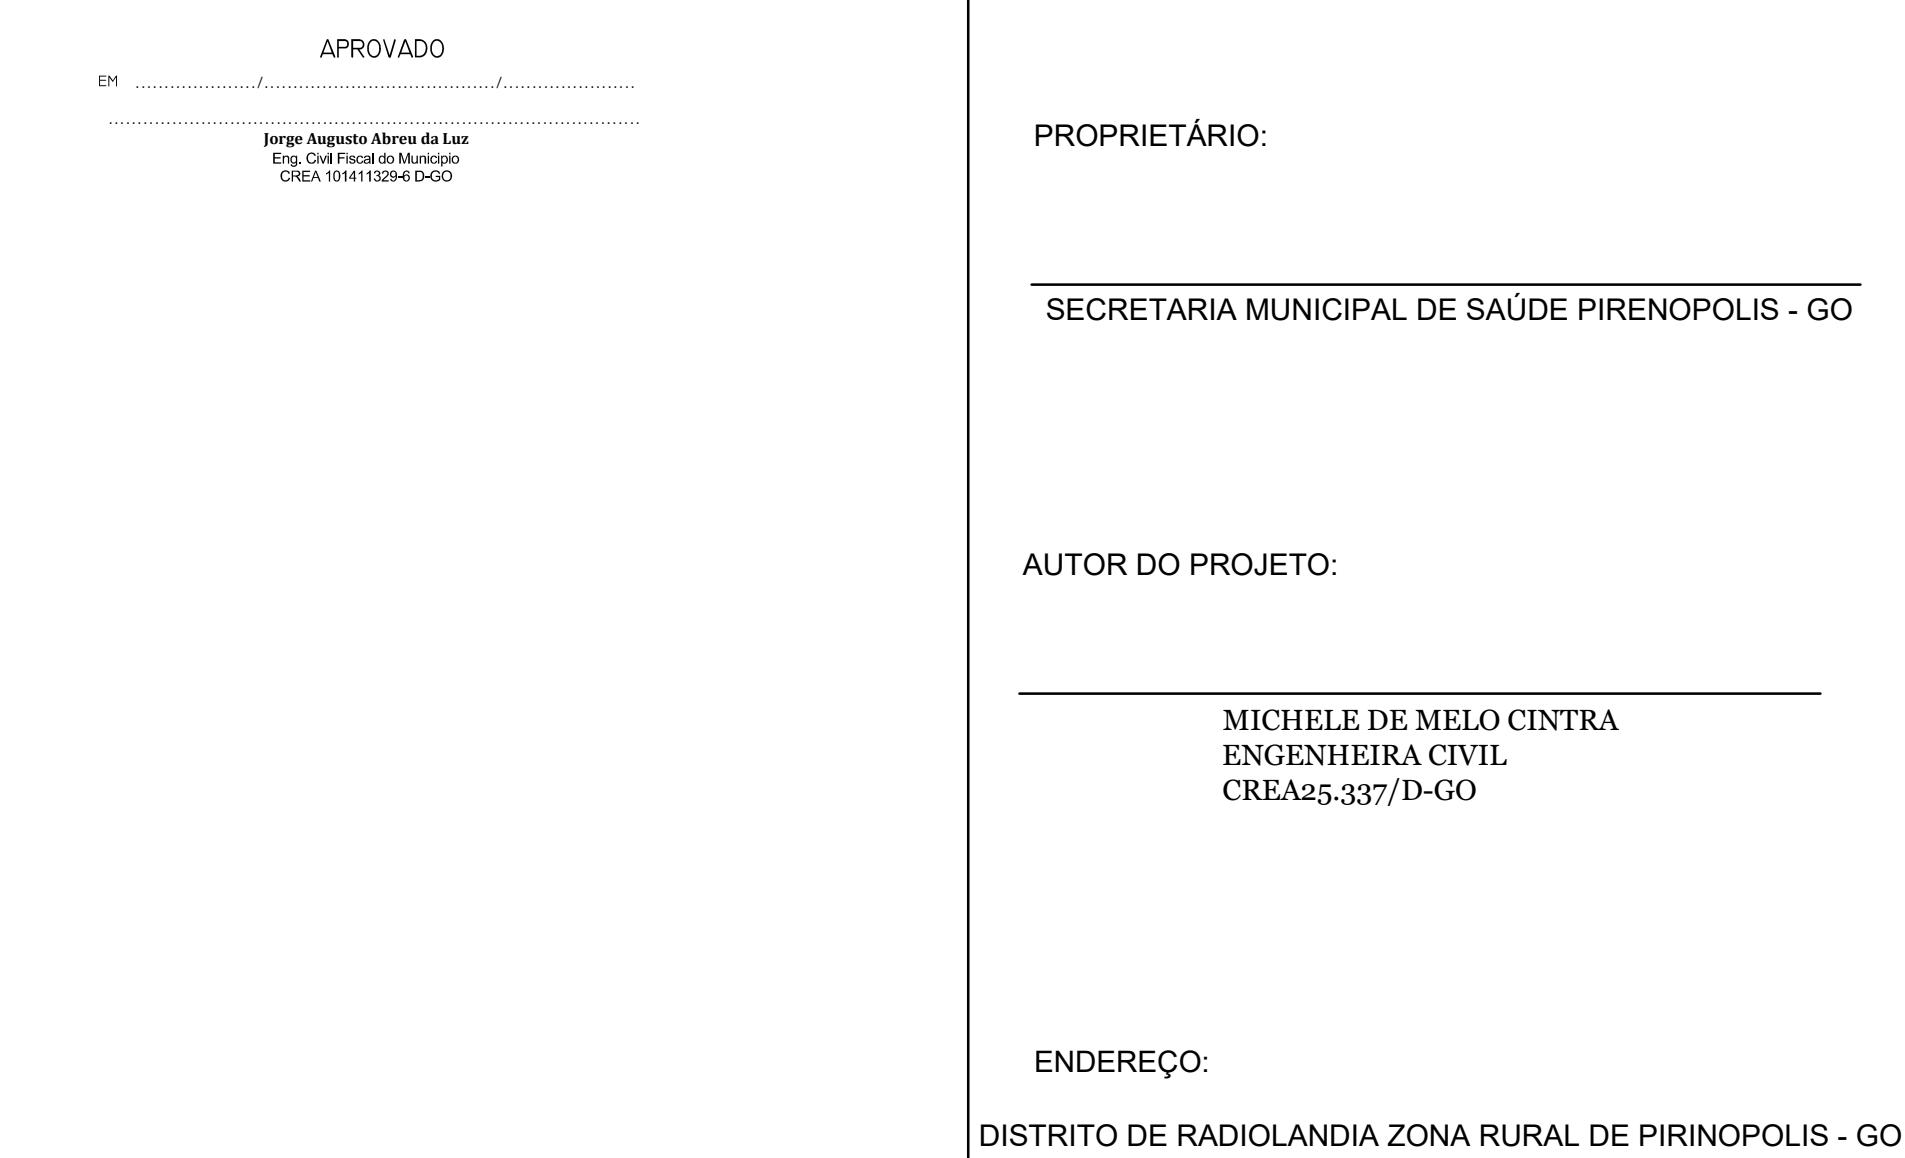 APROVADO
EM ...................../......................................../.......................
............................................................................................
Jorge Augusto Abreu da Luz
Eng. Civil Fiscal do Municipio
CREA 101411329-6 D-GO
PROPRIETÁRIO:
SECRETARIA MUNICIPAL DE SAÚDE PIRENOPOLIS - GO
AUTOR DO PROJETO:
MICHELE DE MELO CINTRA
ENGENHEIRA CIVIL
CREA25.337/D-GO
ENDEREÇO:
DISTRITO DE RADIOLANDIA ZONA RURAL DE PIRINOPOLIS - GO